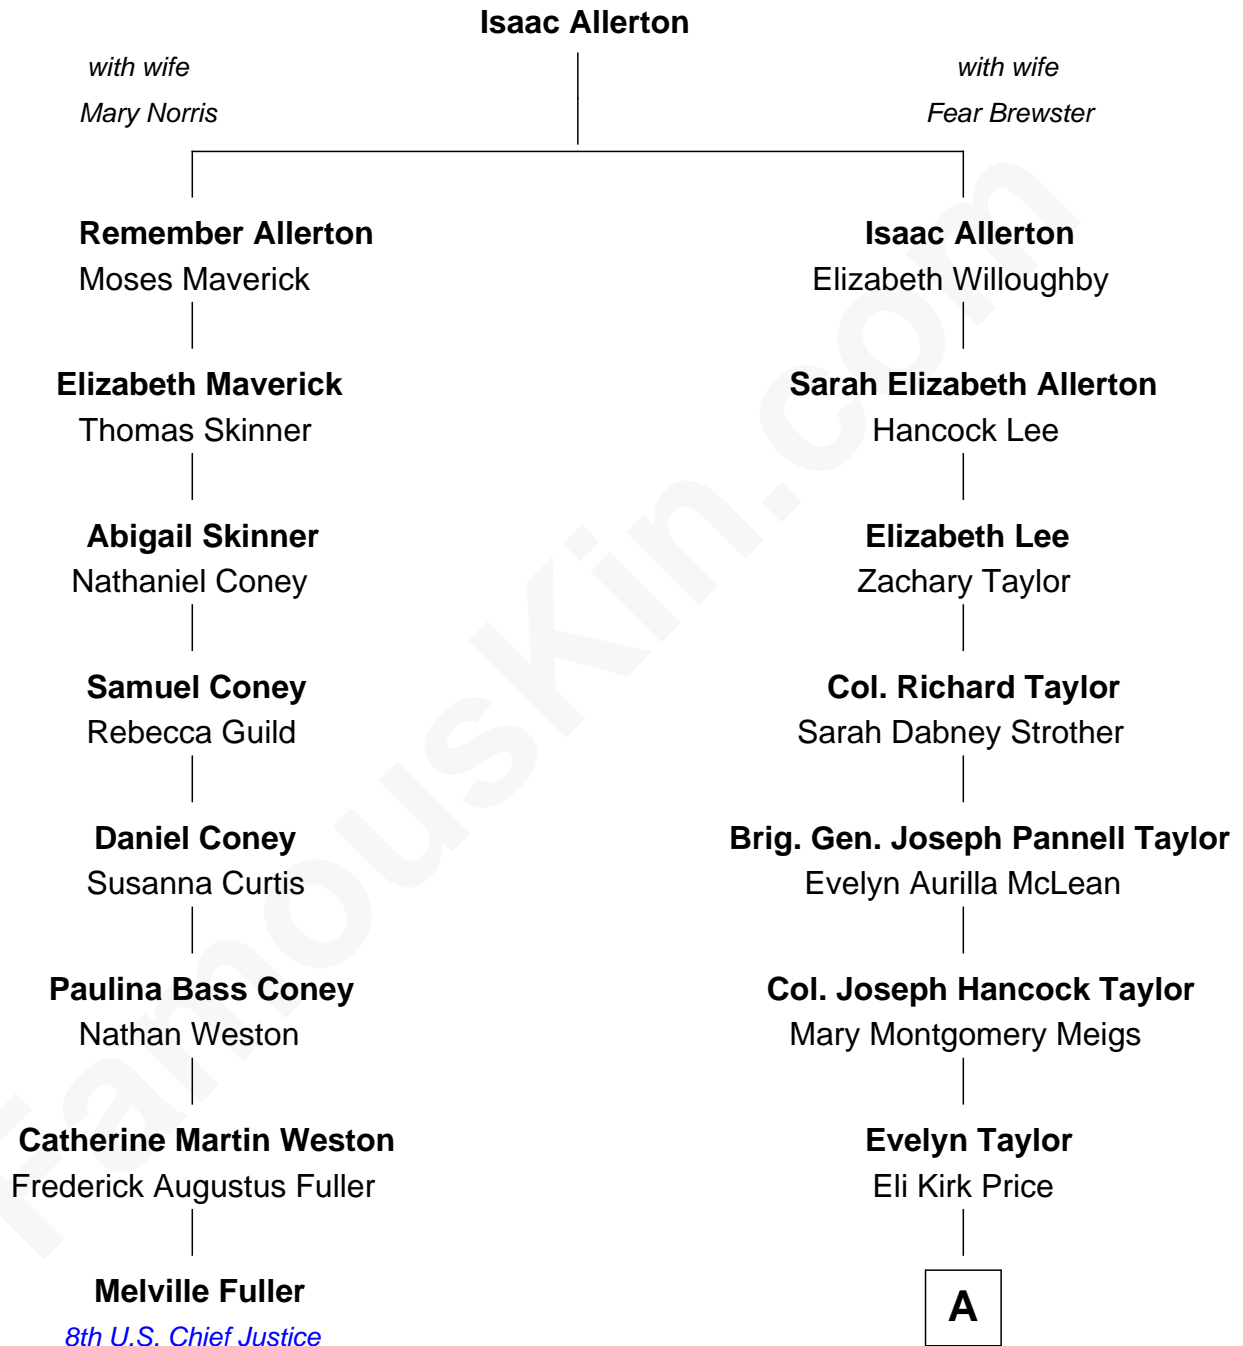 Isaac Allerton
with wife
Mary Norris
with wife
Fear Brewster
Remember Allerton
Moses Maverick
Isaac Allerton
Elizabeth Willoughby
Elizabeth Maverick
Thomas Skinner
Sarah Elizabeth Allerton
Hancock Lee
Abigail Skinner
Nathaniel Coney
Elizabeth Lee
Zachary Taylor
Samuel Coney
Rebecca Guild
Col. Richard Taylor
Sarah Dabney Strother
Daniel Coney
Susanna Curtis
Brig. Gen. Joseph Pannell Taylor
Evelyn Aurilla McLean
Paulina Bass Coney
Nathan Weston
Col. Joseph Hancock Taylor
Mary Montgomery Meigs
Catherine Martin Weston
Frederick Augustus Fuller
Evelyn Taylor
Eli Kirk Price
Melville Fuller
8th U.S. Chief Justice
A
FamousKin.com